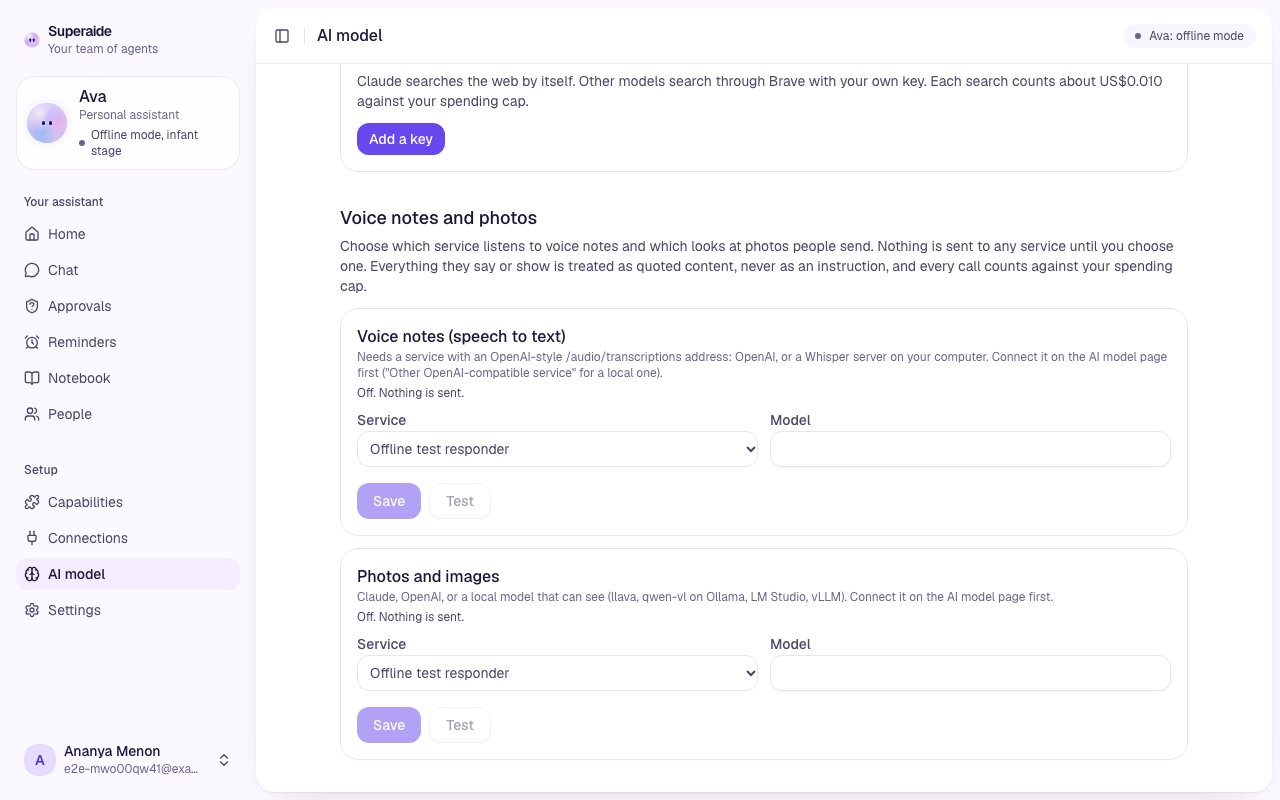 Superaide
Your team of agents
Ava
Personal assistant
Offline mode, infant
stage
Your assistant
Home
Chat
Approvals
Reminders
Notebook
People
Setup
Capabilities
Connections
AI model
Settings
A
Ananya Menon
e2e-mwo00qw41@exa…
AI model
Ava: offline mode
Claude searches the web by itself. Other models search through Brave with your own key. Each search counts about US$0.010
against your spending cap.
Add a key
Voice notes and photos
Choose which service listens to voice notes and which looks at photos people send. Nothing is sent to any service until you choose
one. Everything they say or show is treated as quoted content, never as an instruction, and every call counts against your spending
cap.
Voice notes (speech to text)
Needs a service with an OpenAI-style /audio/transcriptions address: OpenAI, or a Whisper server on your computer. Connect it on the AI model page
first ("Other OpenAI-compatible service" for a local one).
Off. Nothing is sent.
Service
Model
Offline test responder
Save
Test
Photos and images
Claude, OpenAI, or a local model that can see (llava, qwen-vl on Ollama, LM Studio, vLLM). Connect it on the AI model page first.
Off. Nothing is sent.
Service
Model
Offline test responder
Save
Test